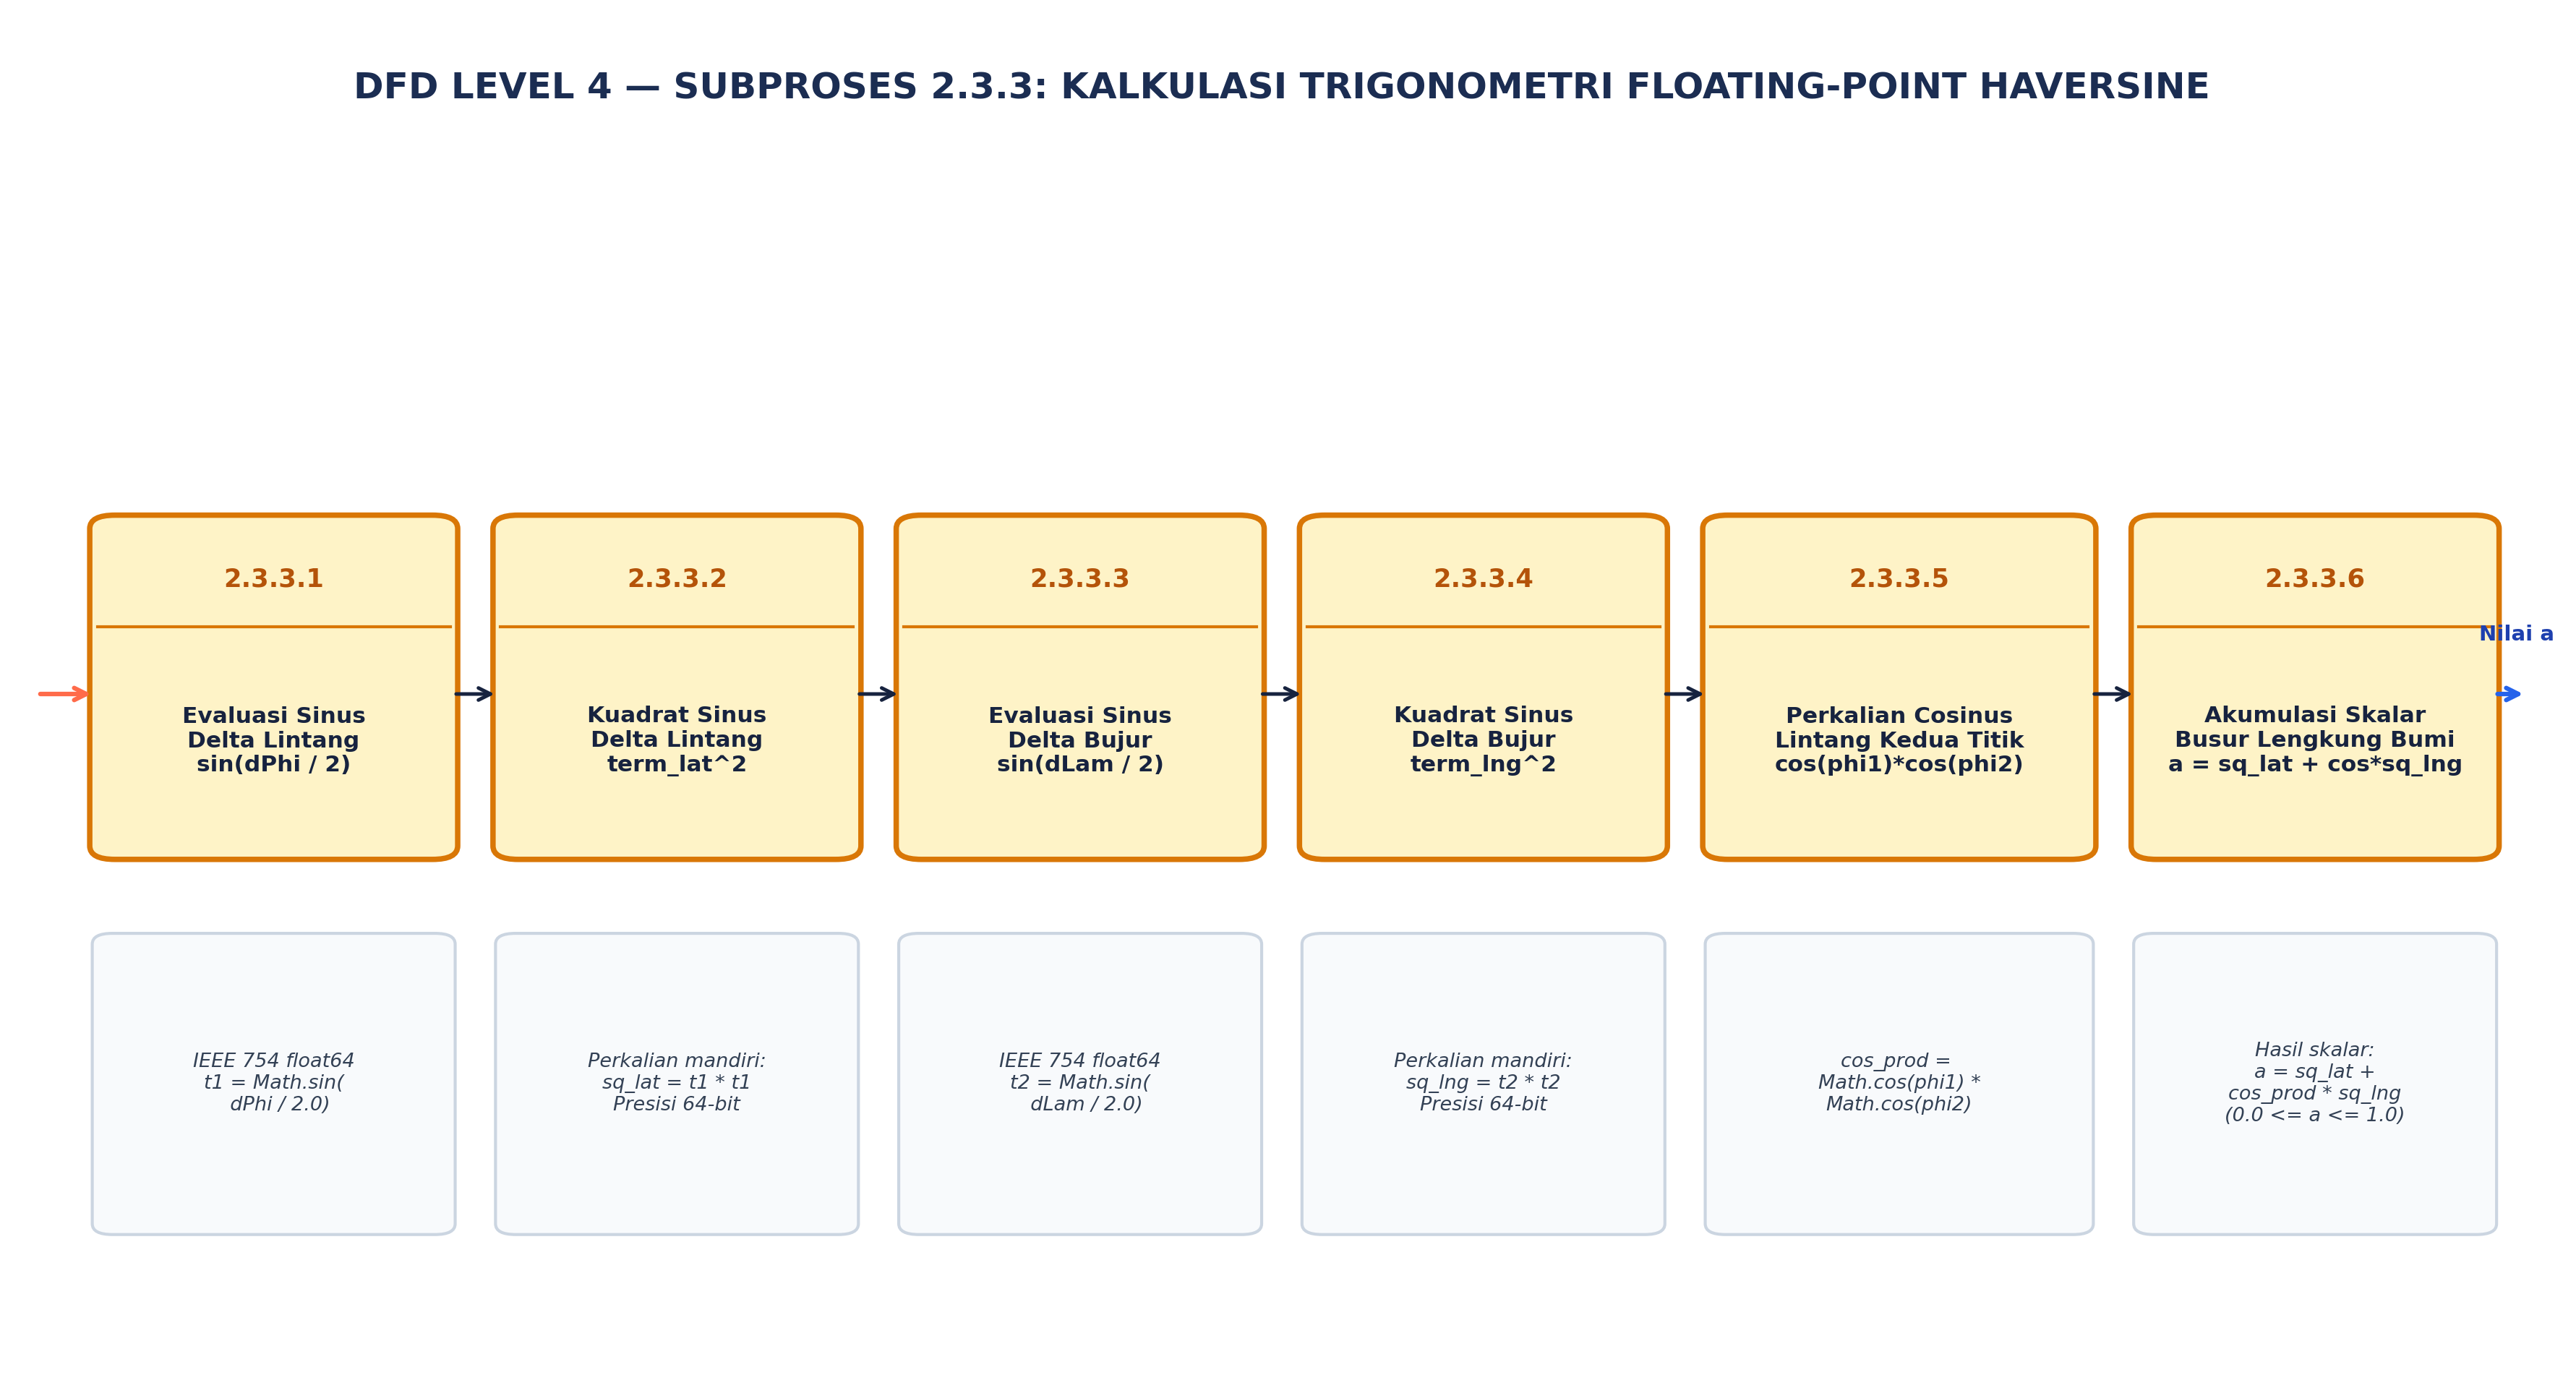 DFD LEVEL 4 — SUBPROSES 2.3.3: KALKULASI TRIGONOMETRI FLOATING-POINT HAVERSINE
2.3.3.1
Evaluasi Sinus
Delta Lintang
sin(dPhi / 2)
2.3.3.2
Kuadrat Sinus
Delta Lintang
term_lat^2
2.3.3.3
Evaluasi Sinus
Delta Bujur
sin(dLam / 2)
2.3.3.4
Kuadrat Sinus
Delta Bujur
term_lng^2
2.3.3.5
Perkalian Cosinus
Lintang Kedua Titik
cos(phi1)*cos(phi2)
2.3.3.6
Akumulasi Skalar
Busur Lengkung Bumi
a = sq_lat + cos*sq_lng
Nilai a
IEEE 754 float64
t1 = Math.sin(
dPhi / 2.0)
Perkalian mandiri:
sq_lat = t1 * t1
Presisi 64-bit
IEEE 754 float64
t2 = Math.sin(
dLam / 2.0)
Perkalian mandiri:
sq_lng = t2 * t2
Presisi 64-bit
cos_prod =
Math.cos(phi1) *
Math.cos(phi2)
Hasil skalar:
a = sq_lat +
cos_prod * sq_lng
(0.0 <= a <= 1.0)